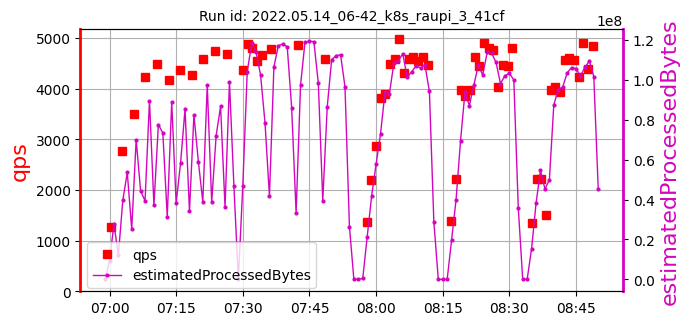 Run id: 2022.05.14_06-42_k8s_raupi_3_41cf
1e8
5000
4000
3000
2000
1000
0
qps
1.2
1.0
0.8
0.6
0.4
0.2
0.0
estimatedProcessedBytes
qps
estimatedProcessedBytes
07:00 07:15 07:30 07:45 08:00 08:15 08:30 08:45